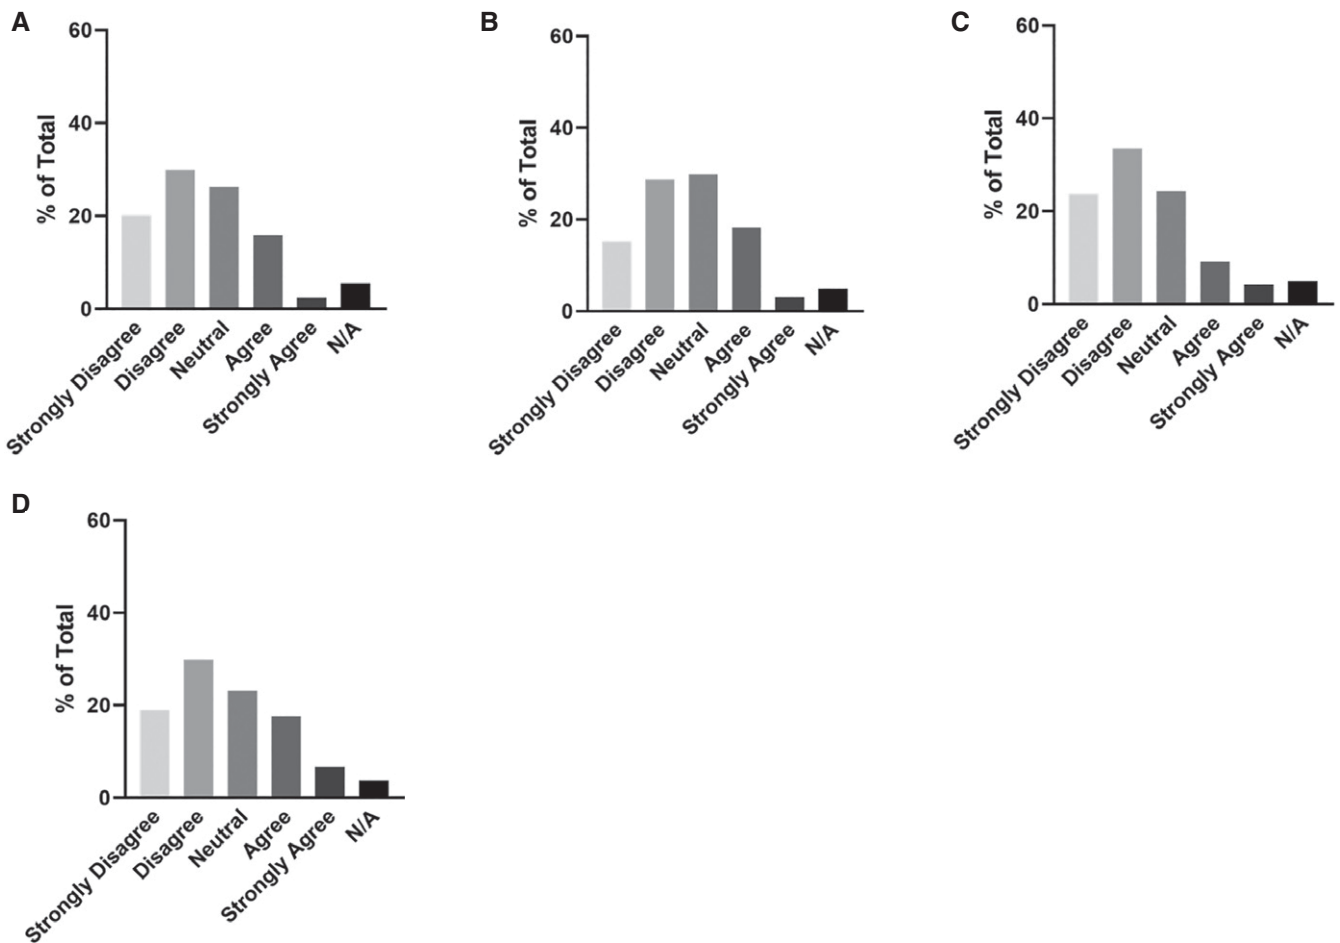 A
% of Total
60
40
20
0
Strongly Disagree
Disagree
Neutral
Agree
Strongly Agree
N/A
B
% of Total
60
40
20
0
Strongly Disagree
Disagree
Neutral
Agree
Strongly Agree
N/A
C
% of Total
60
40
20
0
Strongly Disagree
Disagree
Neutral
Agree
Strongly Agree
N/A
D
% of Total
60
40
20
0
Strongly Disagree
Disagree
Neutral
Agree
Strongly Agree
N/A